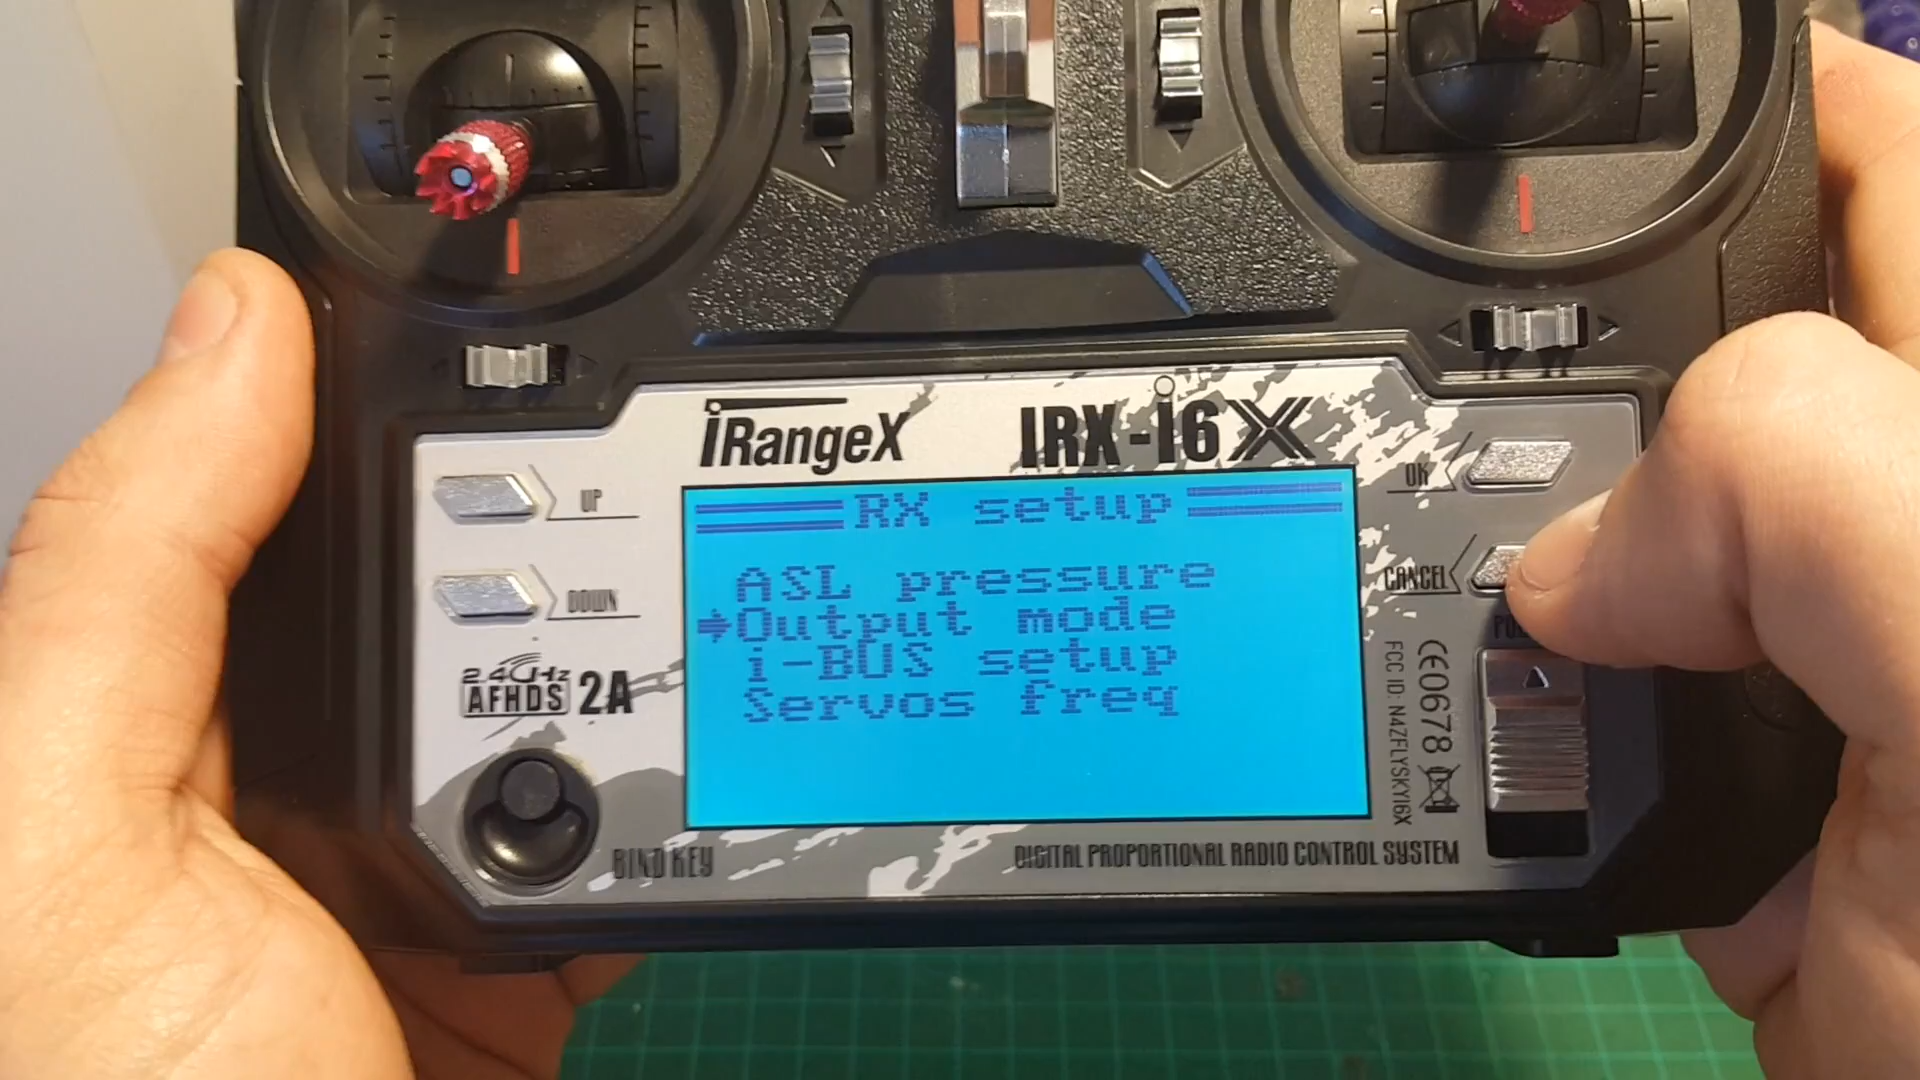 iRangeX IRX-i6X
UP
DOWN
2.4GHz
AFHDS 2A
BIND KEY
RX setup
ASL pressure
Output mode
i-BUS setup
Servos freq
OK
CANCEL
CE0678
FCC ID: N4ZFLYSKYI6X
DIGITAL PROPORTIONAL RADIO CONTROL SYSTEM